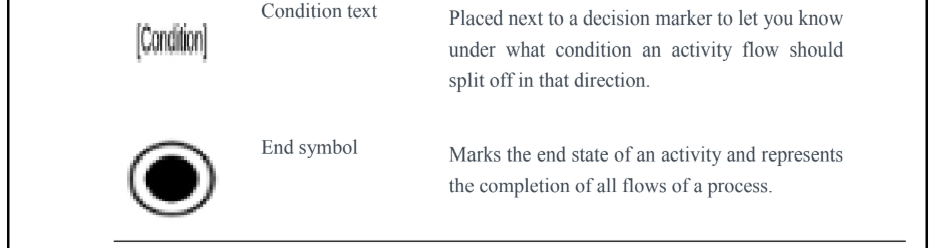 [Condition]
Condition text
Placed next to a decision marker to let you know
under what condition an activity flow should
split off in that direction.
End symbol
Marks the end state of an activity and represents
the completion of all flows of a process.